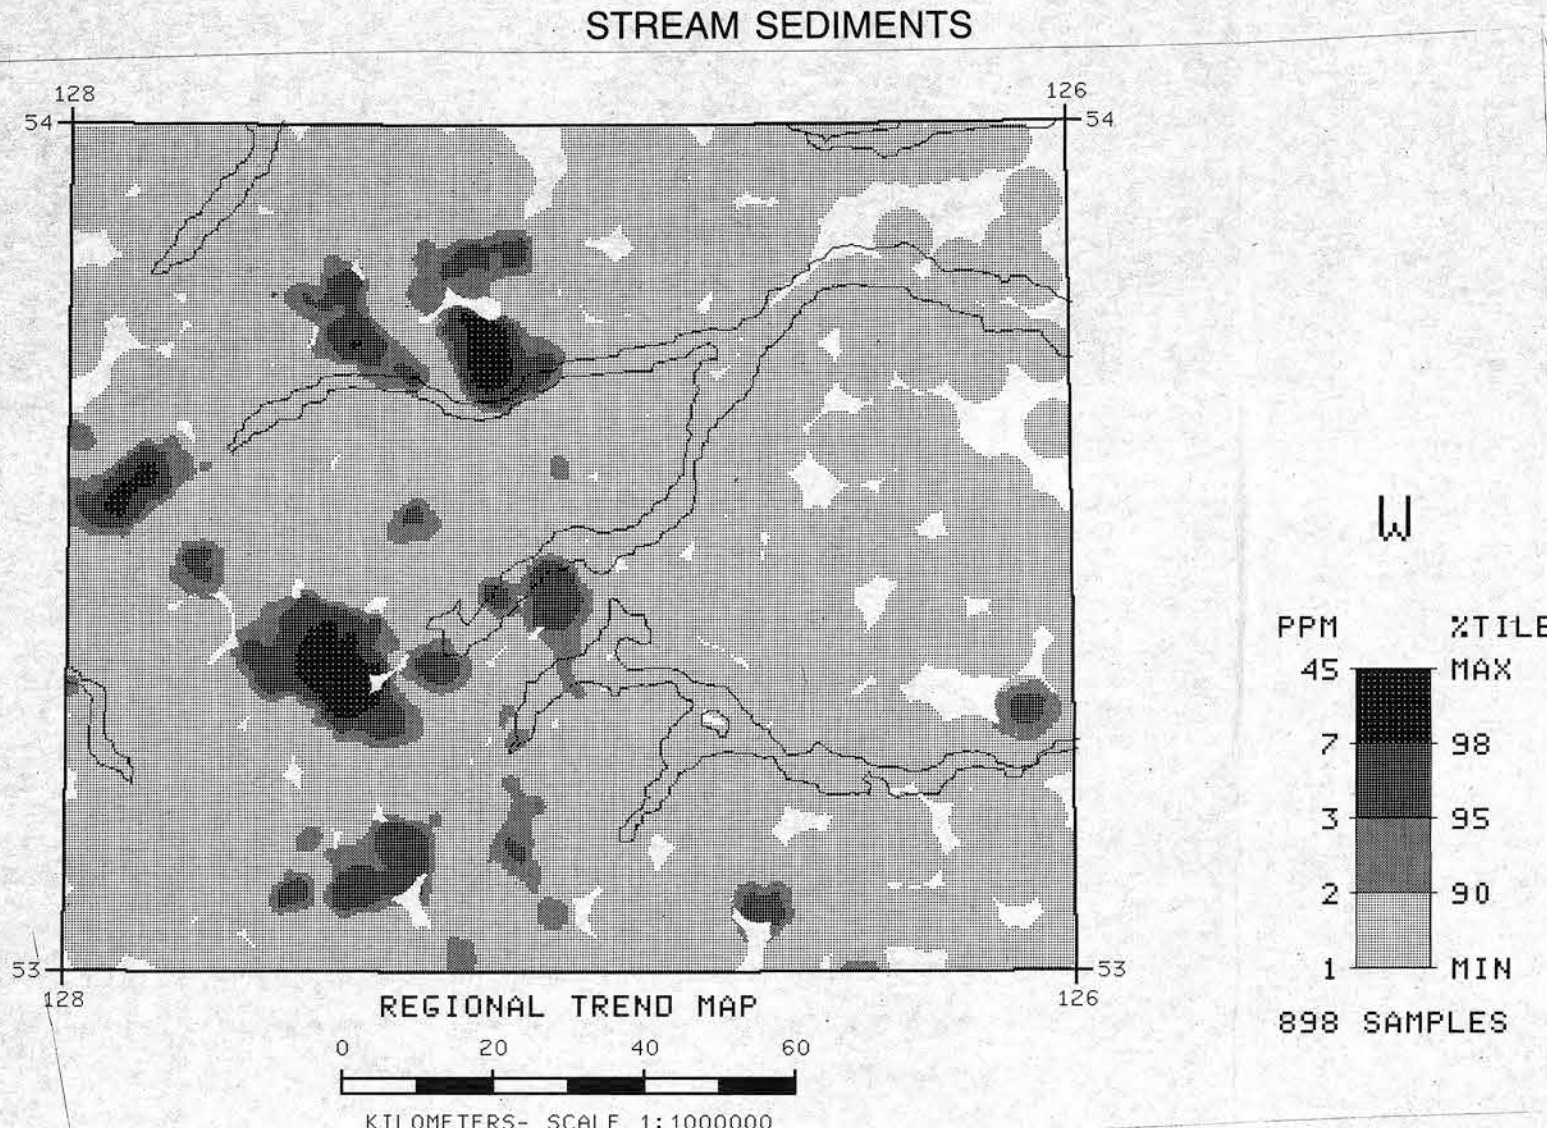 STREAM SEDIMENTS
128 126
54 54
W
PPM %TILE
45 MAX
7 98
3 95
2 90
1 MIN
53 53
128 126
REGIONAL TREND MAP
898 SAMPLES
0 20 40 60
KILOMETERS- SCALE 1:1000000